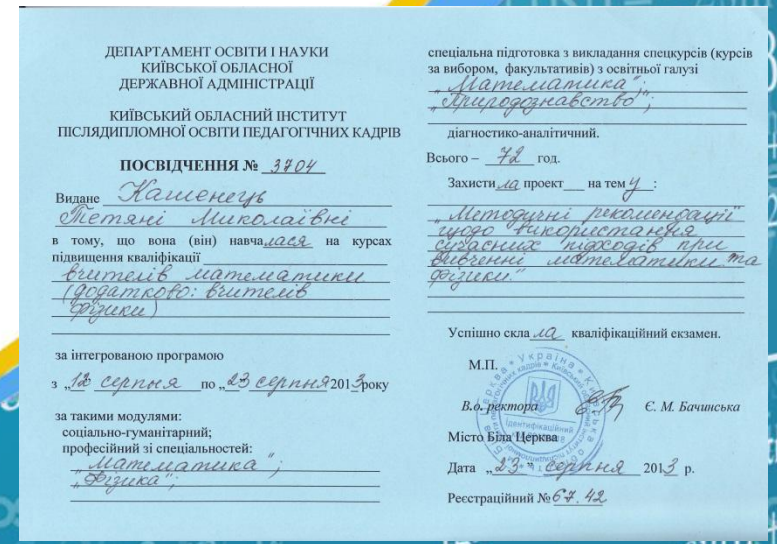 ДЕПАРТАМЕНТ ОСВІТИ І НАУКИ
КИЇВСЬКОЇ ОБЛАСНОЇ
ДЕРЖАВНОЇ АДМІНІСТРАЦІЇ
КИЇВСЬКИЙ ОБЛАСНИЙ ІНСТИТУТ
ПІСЛЯДИПЛОМНОЇ ОСВІТИ ПЕДАГОГІЧНИХ КАДРІВ
ПОСВІДЧЕННЯ № 3704
Видане Кашенець
Тетяні Миколаївні
в тому, що вона (він) навчалася на курсах
підвищення кваліфікації
вчителів математики
(додатково: вчителів
фізики)
за інтегрованою програмою
з „12 серпня по „23 серпня 2013 року
за такими модулями:
соціально-гуманітарний;
професійний зі спеціальностей:
„Математика";
„Фізика";
спеціальна підготовка з викладання спецкурсів (курсів
за вибором, факультативів) з освітньої галузі
„Математика";
„Природознавство";
діагностико-аналітичний.
Всього – 72 год.
Захистила проект на тему :
„Методичні рекомендації
щодо використання
сучасних підходів при
вивченні математики та
фізики."
Успішно склала кваліфікаційний екзамен.
М.П.
В.о. ректора Є. М. Бачинська
Місто Біла Церква
Дата „23" серпня 2013 р.
Реєстраційний № 67.42